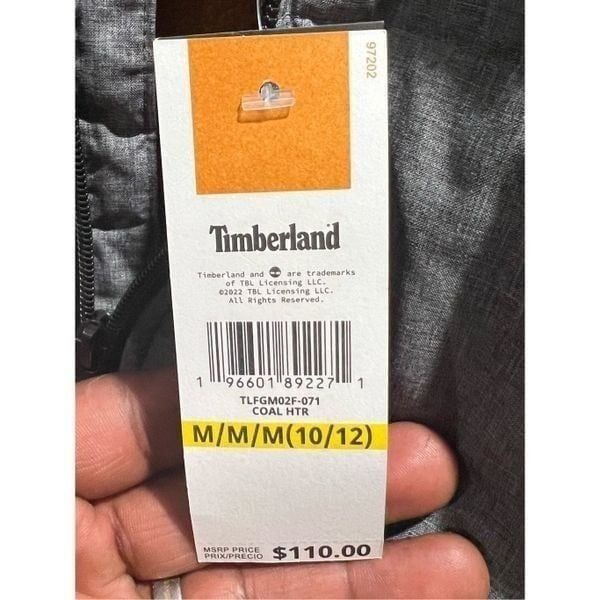 97202
Timberland
Timberland and are trademarks
of TBL Licensing LLC.
©2022 TBL Licensing LLC.
All Rights Reserved.
1 96601 89227 1
TLFGM02F-071
COAL HTR
M/M/M(10/12)
MSRP PRICE
PRIX/PRECIO $110.00